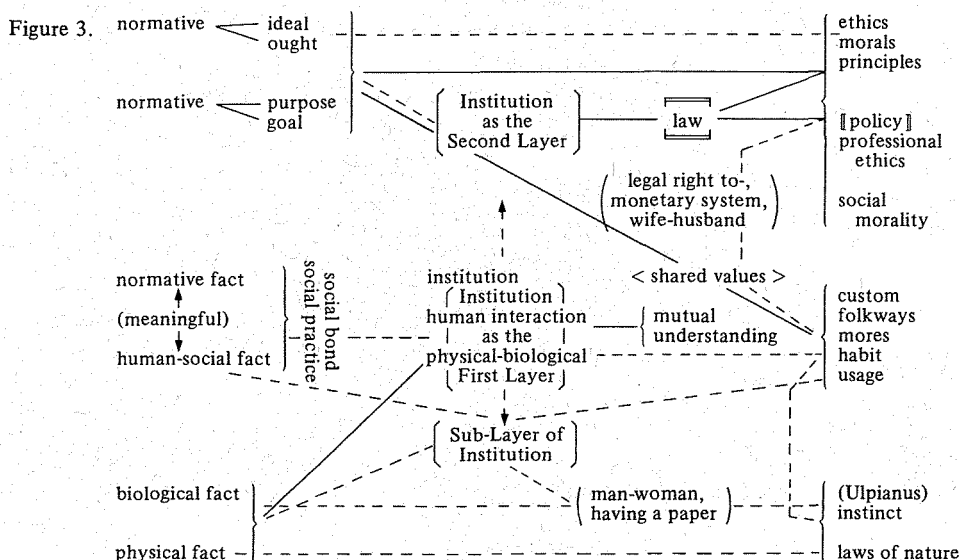 Figure 3.
normative
ideal
ought
normative
purpose
goal
Institution
as the
Second Layer
law
ethics
morals
principles
⟦policy⟧
professional
ethics
social
morality
(legal right to-,
monetary system,
wife-husband)
< shared values >
normative fact
(meaningful)
human-social fact
social bond
social practice
institution
Institution
human interaction
as the
physical-biological
First Layer
mutual
understanding
custom
folkways
mores
habit
usage
Sub-Layer of
Institution
biological fact
(man-woman,
having a paper)
(Ulpianus)
instinct
physical fact
laws of nature